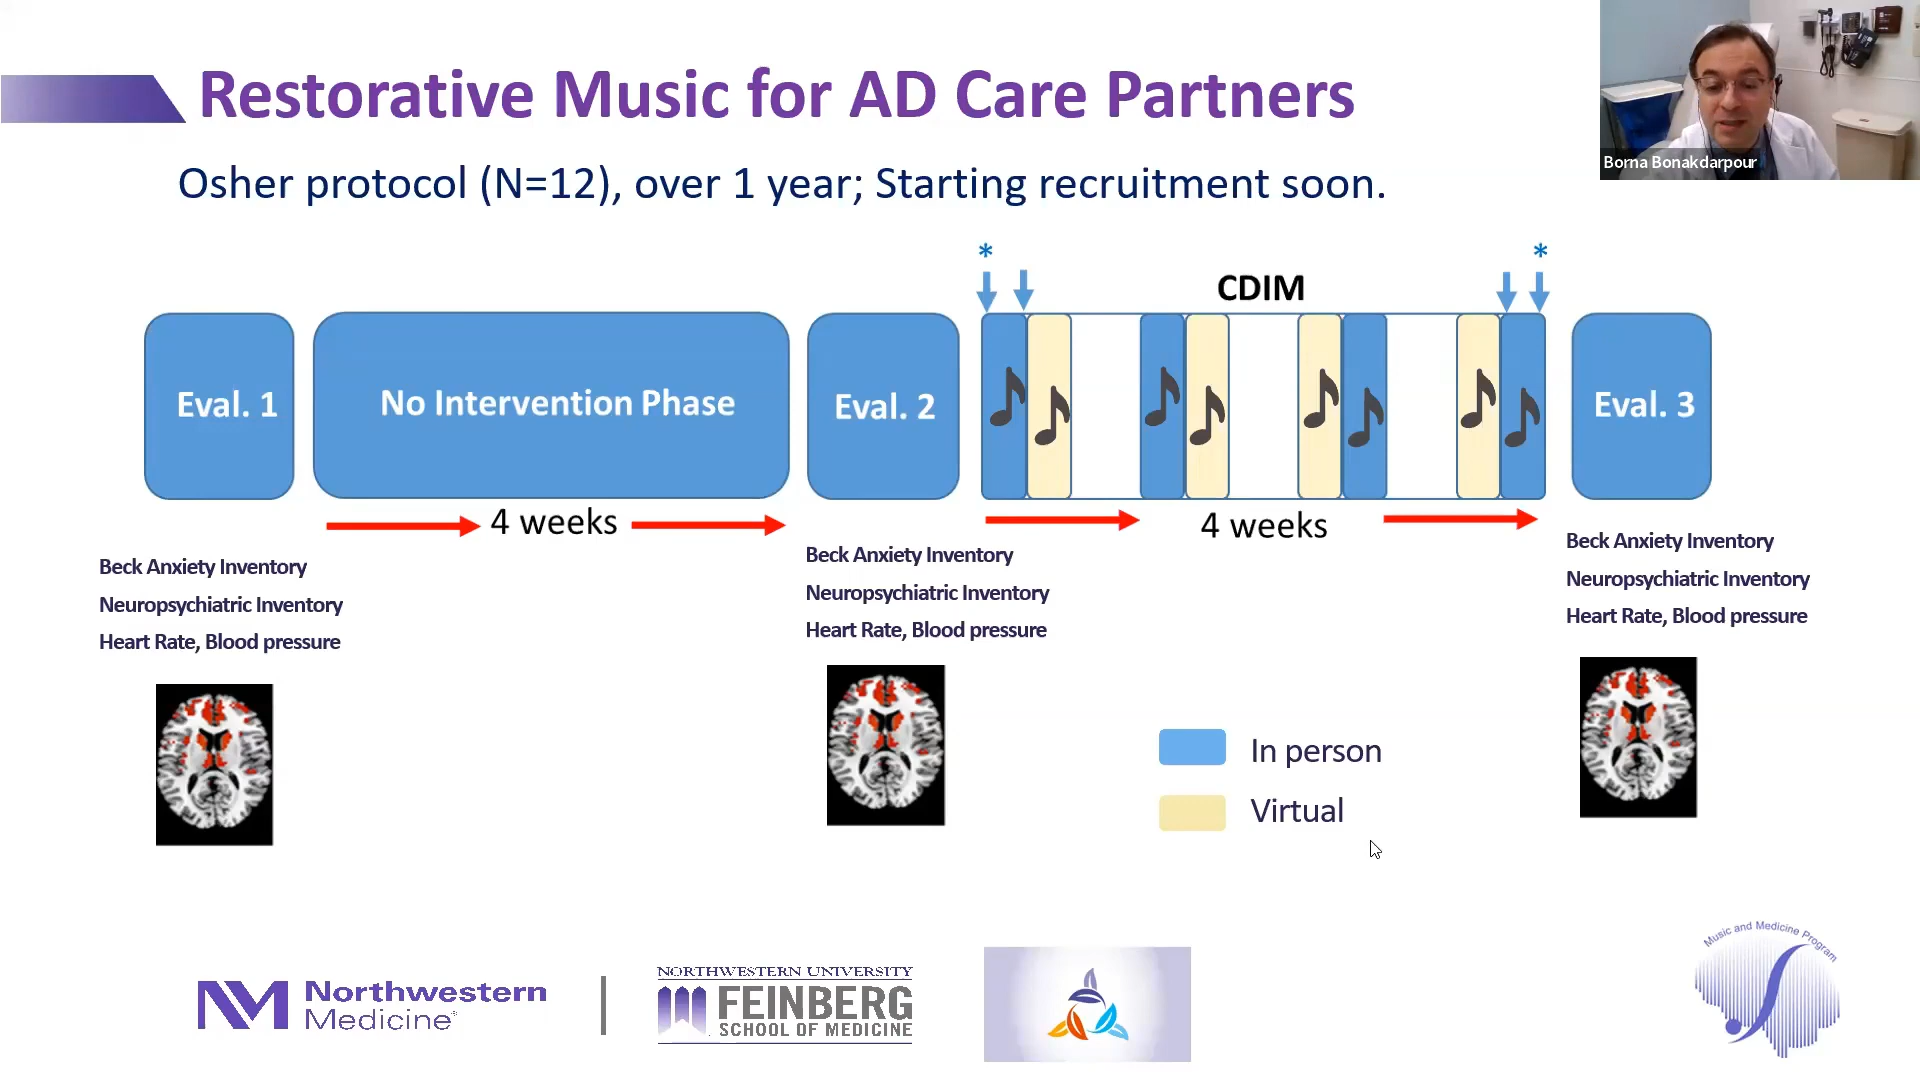 Restorative Music for AD Care Partners
Borna Bonakdarpour
Osher protocol (N=12), over 1 year; Starting recruitment soon.
* *
CDIM
Eval. 1
No Intervention Phase
Eval. 2
Eval. 3
4 weeks
4 weeks
Beck Anxiety Inventory
Neuropsychiatric Inventory
Heart Rate, Blood pressure
Beck Anxiety Inventory
Neuropsychiatric Inventory
Heart Rate, Blood pressure
Beck Anxiety Inventory
Neuropsychiatric Inventory
Heart Rate, Blood pressure
In person
Virtual
Northwestern
Medicine®
NORTHWESTERN UNIVERSITY
FEINBERG
SCHOOL OF MEDICINE
Music and Medicine Program